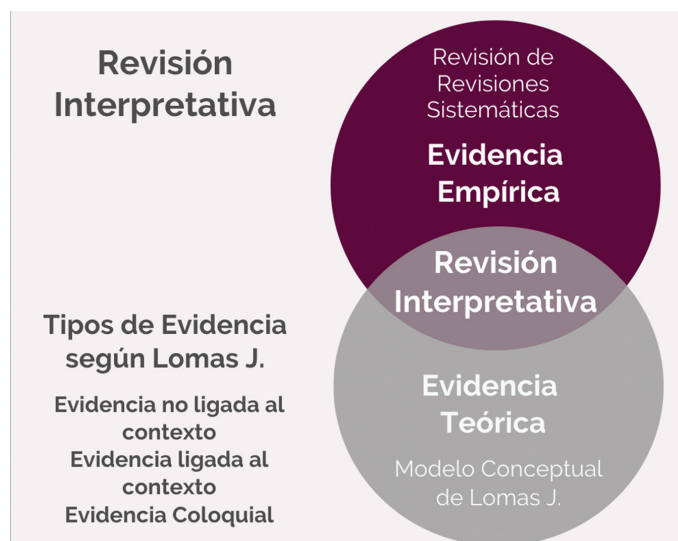 Revisión
Interpretativa
Tipos de Evidencia
según Lomas J.
Evidencia no ligada al
contexto
Evidencia ligada al
contexto
Evidencia Coloquial
Revisión de
Revisiones
Sistemáticas
Evidencia
Empírica
Revisión
Interpretativa
Evidencia
Teórica
Modelo Conceptual
de Lomas J.